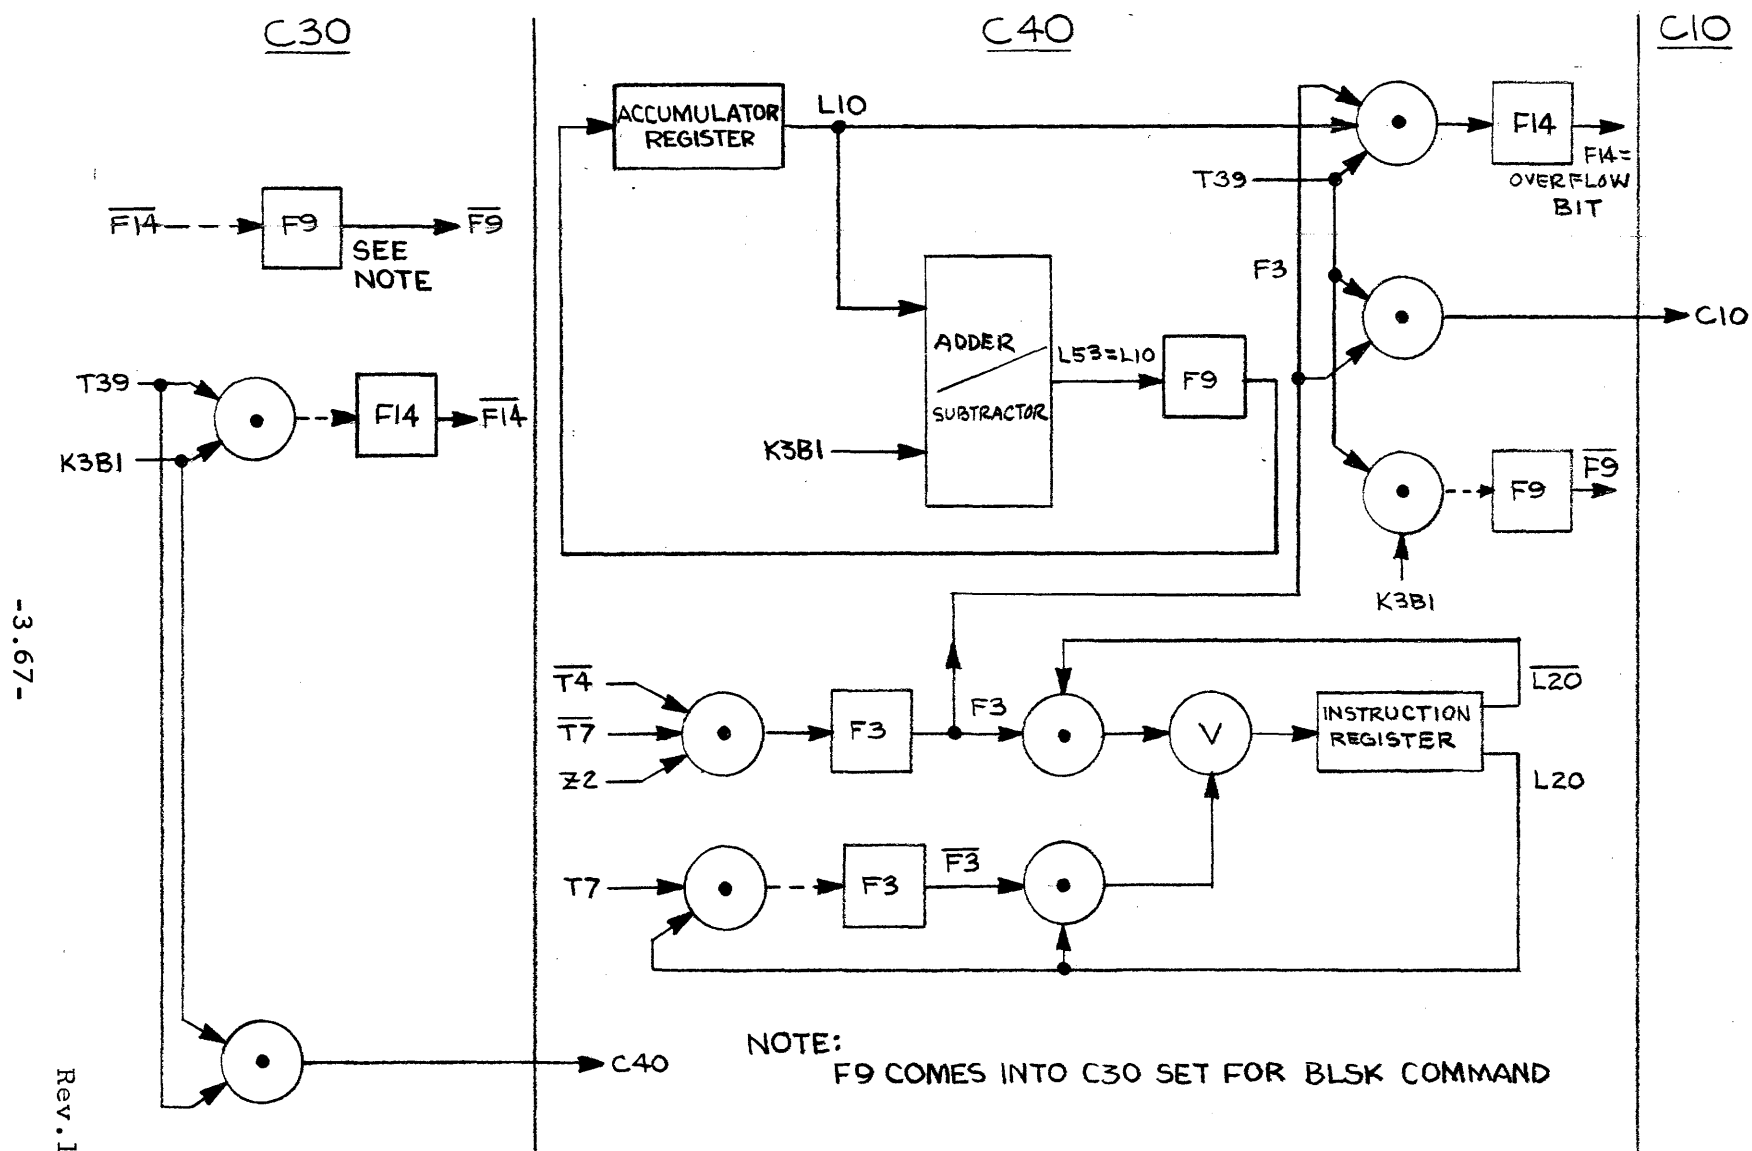 C30
C40
C10
ACCUMULATOR
REGISTER
L10
F14
F14=
OVERFLOW
BIT
T39
F̅1̅4̅
F9
F̅9̅
SEE
NOTE
F3
C10
ADDER
SUBTRACTOR
L53=L10
F9
T39
F14
F̅1̅4̅
K3B1
K3B1
F9
F̅9̅
K3B1
T̅4̅
T̅7̅
Z2
F3
F3
V
INSTRUCTION
REGISTER
L̅2̅0̅
L20
T7
F3
F̅3̅
C40
NOTE:
F9 COMES INTO C30 SET FOR BLSK COMMAND
-3.67-
Rev.1